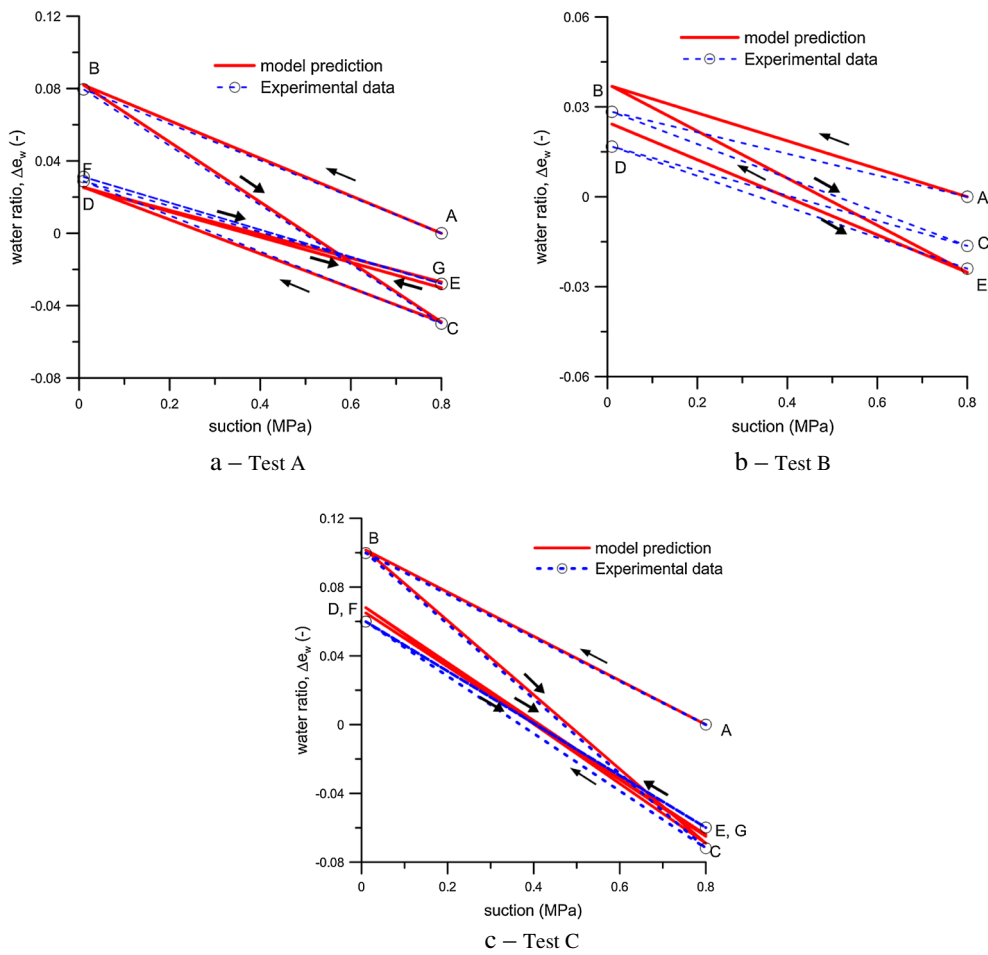 0.12
0.08
0.04
0
-0.04
-0.08
water ratio, Δew (-)
B
F
D
A
G
E
C
model prediction
Experimental data
0 0.2 0.4 0.6 0.8
suction (MPa)
a – Test A
0.06
0.03
0
-0.03
-0.06
water ratio, Δew (-)
B
D
A
C
E
model prediction
Experimental data
0 0.2 0.4 0.6 0.8
suction (MPa)
b – Test B
0.12
0.08
0.04
0
-0.04
-0.08
water ratio, Δew (-)
B
D, F
A
E, G
C
model prediction
Experimental data
0 0.2 0.4 0.6 0.8
suction (MPa)
c – Test C